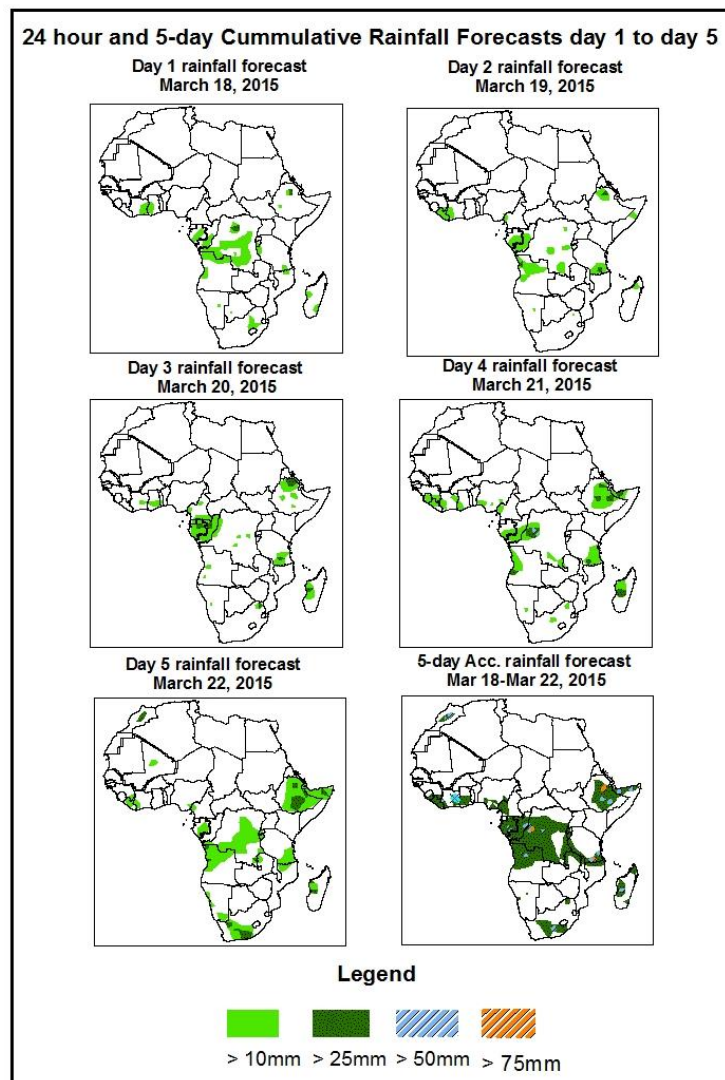 24 hour and 5-day Cummulative Rainfall Forecasts day 1 to day 5
Day 1 rainfall forecast
March 18, 2015
Day 2 rainfall forecast
March 19, 2015
Day 3 rainfall forecast
March 20, 2015
Day 4 rainfall forecast
March 21, 2015
Day 5 rainfall forecast
March 22, 2015
5-day Acc. rainfall forecast
Mar 18-Mar 22, 2015
Legend
> 10mm > 25mm > 50mm > 75mm